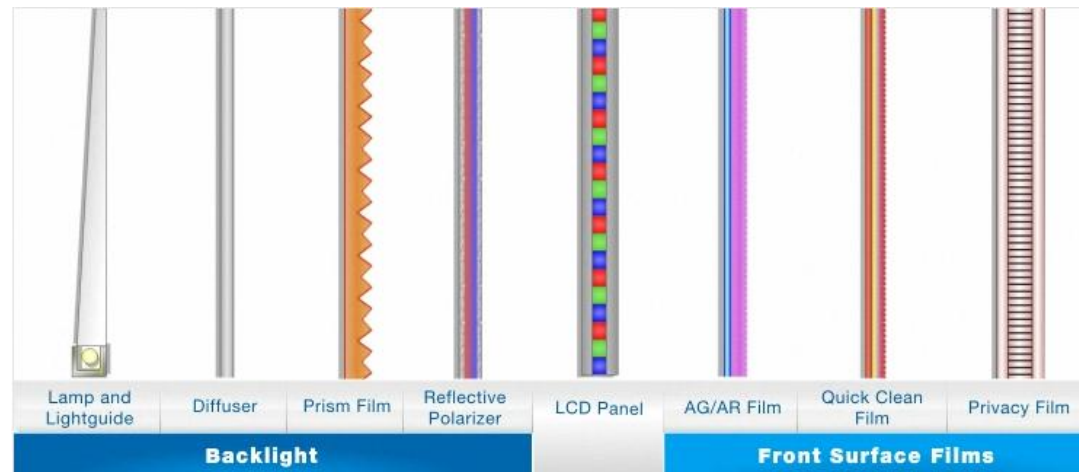 Lamp and
Lightguide
Diffuser
Prism Film
Reflective
Polarizer
LCD Panel
AG/AR Film
Quick Clean
Film
Privacy Film
Backlight
Front Surface Films